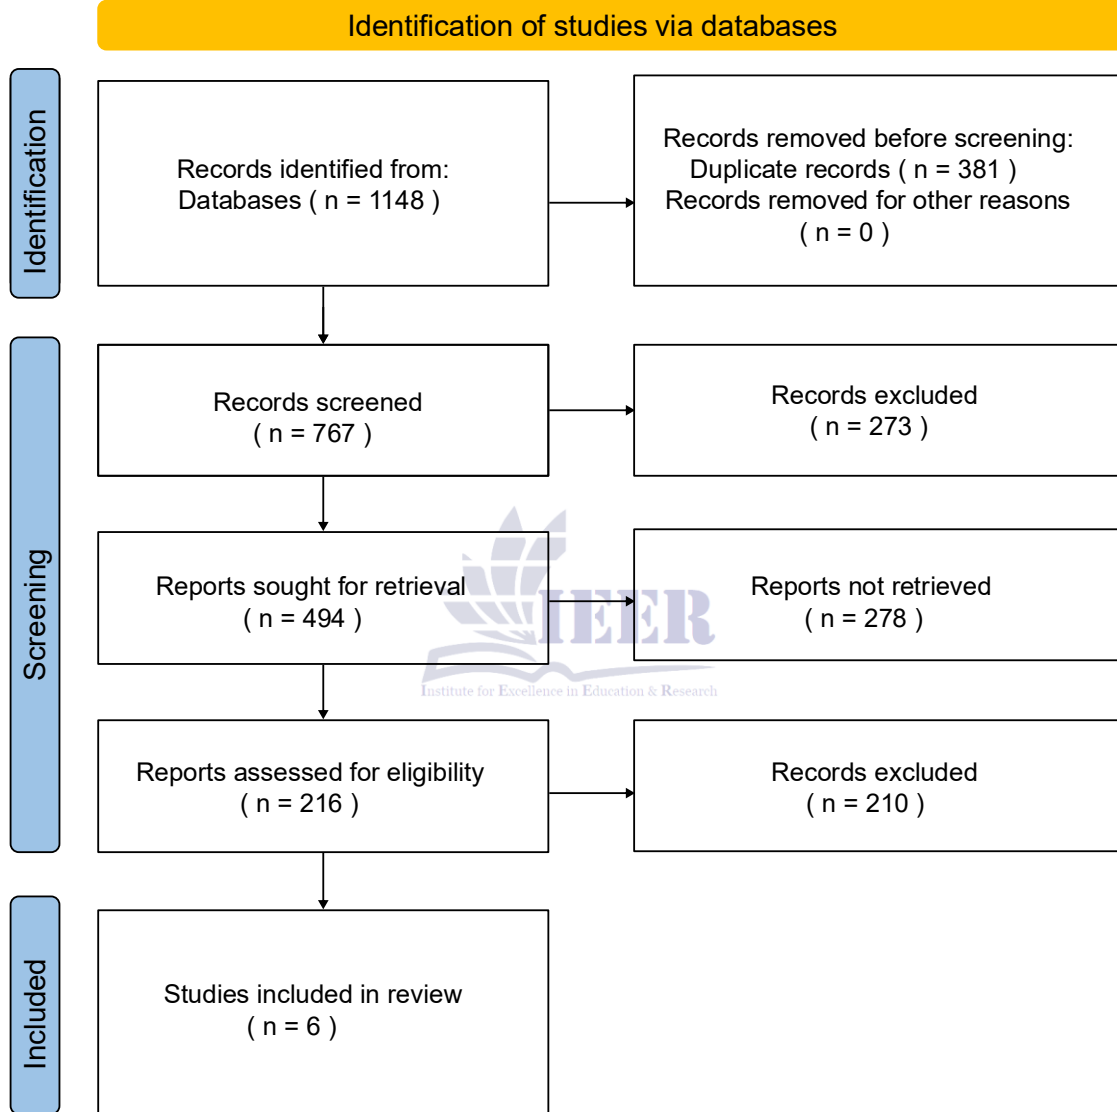 Identification of studies via databases
Identification
Records identified from:
Databases ( n = 1148 )
Records removed before screening:
Duplicate records ( n = 381 )
Records removed for other reasons
( n = 0 )
Screening
Records screened
( n = 767 )
Records excluded
( n = 273 )
Reports sought for retrieval
( n = 494 )
Reports not retrieved
( n = 278 )
IEER
Institute for Excellence in Education & Research
Reports assessed for eligibility
( n = 216 )
Records excluded
( n = 210 )
Included
Studies included in review
( n = 6 )